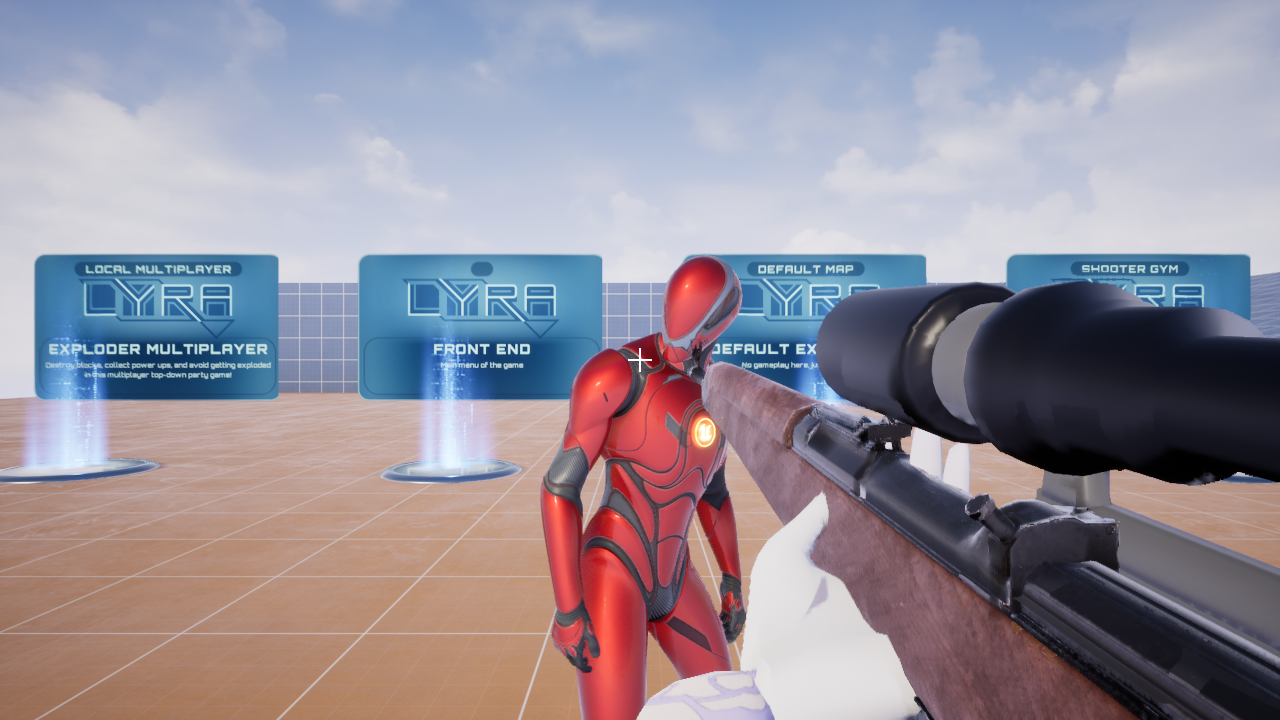 LOCAL MULTIPLAYER
LYRA
EXPLODER MULTIPLAYER
Destroy blocks, collect power ups, and avoid getting exploded
in this multiplayer top-down party game!
LYRA
FRONT END
Main menu of the game
DEFAULT MAP
LYRA
DEFAULT EX
No gameplay here, ju
SHOOTER GYM
LYRA